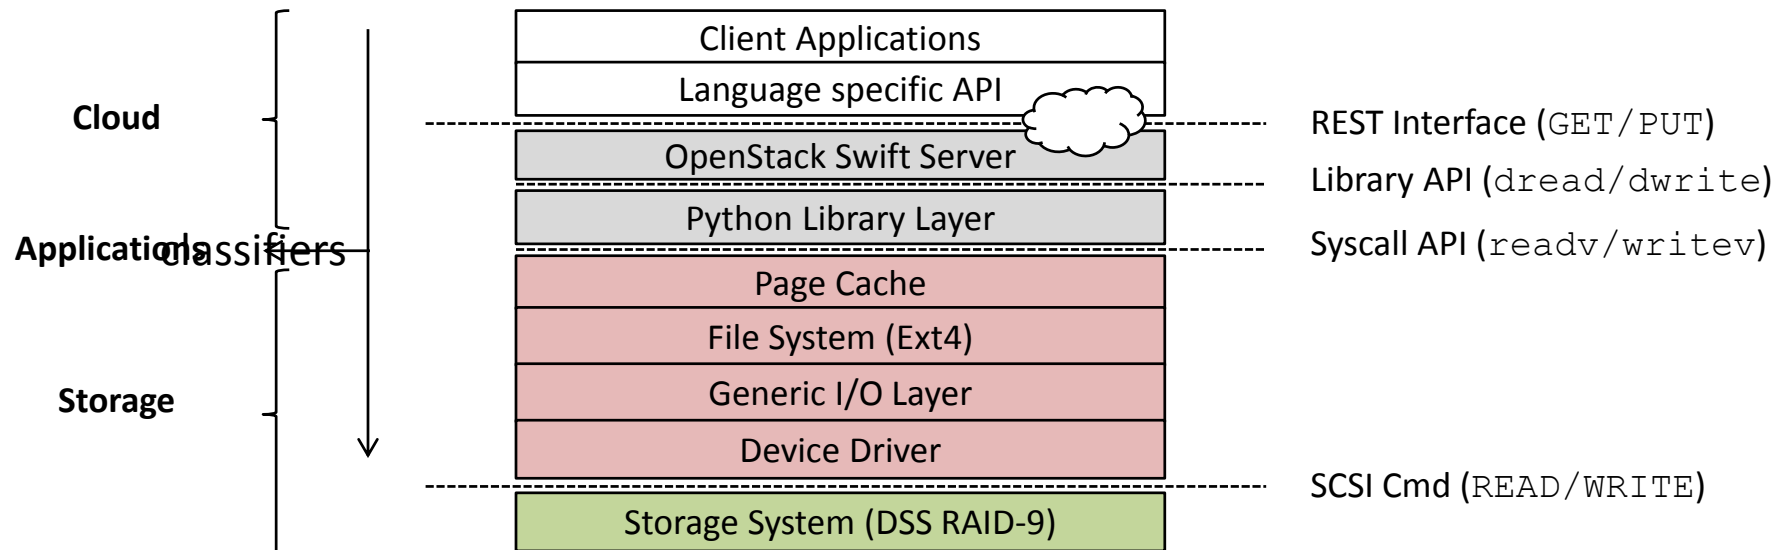 Client Applications
Language specific API
Cloud
REST Interface (GET/PUT)
OpenStack Swift Server
Library API (dread/dwrite)
Python Library Layer
Applications
classifiers
Syscall API (readv/writev)
Page Cache
File System (Ext4)
Generic I/O Layer
Storage
Device Driver
SCSI Cmd (READ/WRITE)
Storage System (DSS RAID-9)